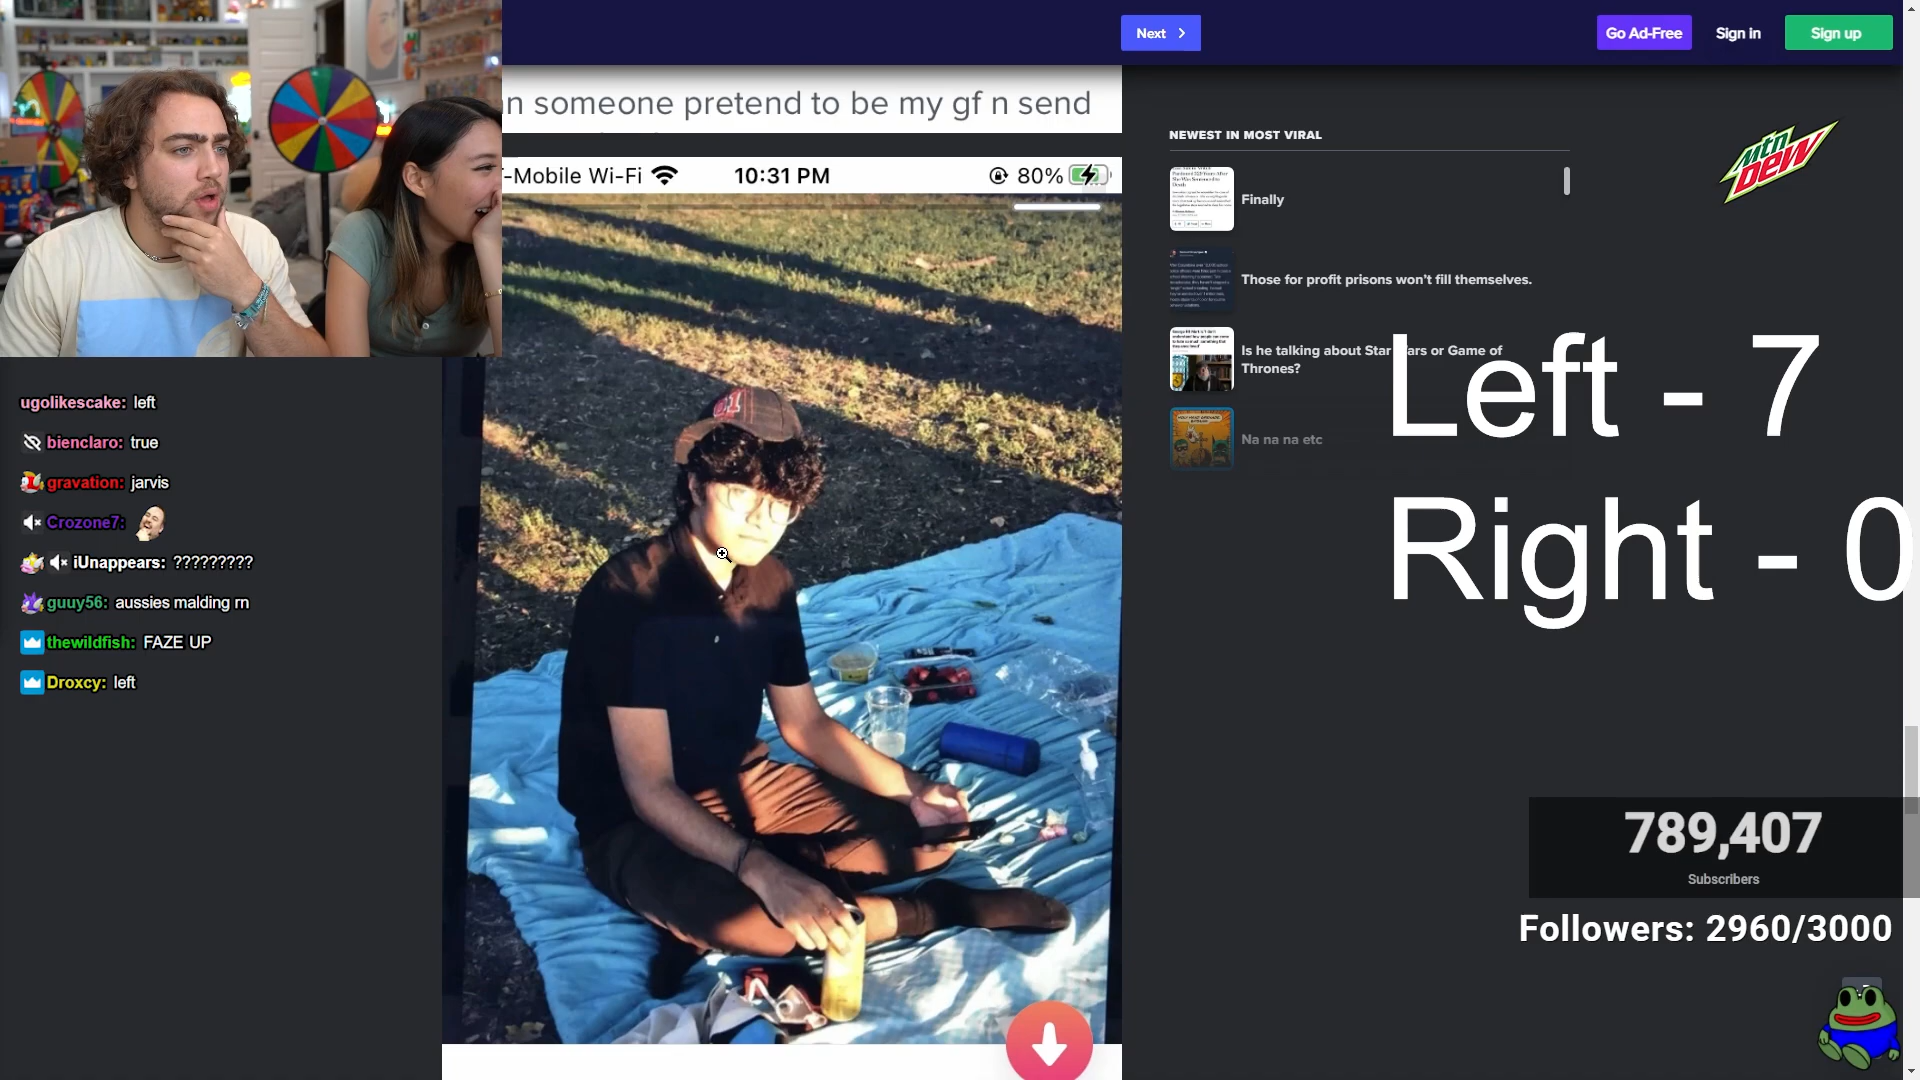 Next
Go Ad-Free
Sign in
Sign up
n someone pretend to be my gf n send
-Mobile Wi-Fi
10:31 PM
80%
NEWEST IN MOST VIRAL
Finally
Those for profit prisons won't fill themselves.
Is he talking about Star Wars or Game of
Thrones?
Na na na etc
mtn
DEW
Left - 7
Right - 0
ugolikescake: left
bienclaro: true
gravation: jarvis
Crozone7:
iUnappears: ?????????
guuy56: aussies malding rn
thewildfish: FAZE UP
Droxcy: left
789,407
Subscribers
Followers: 2960/3000